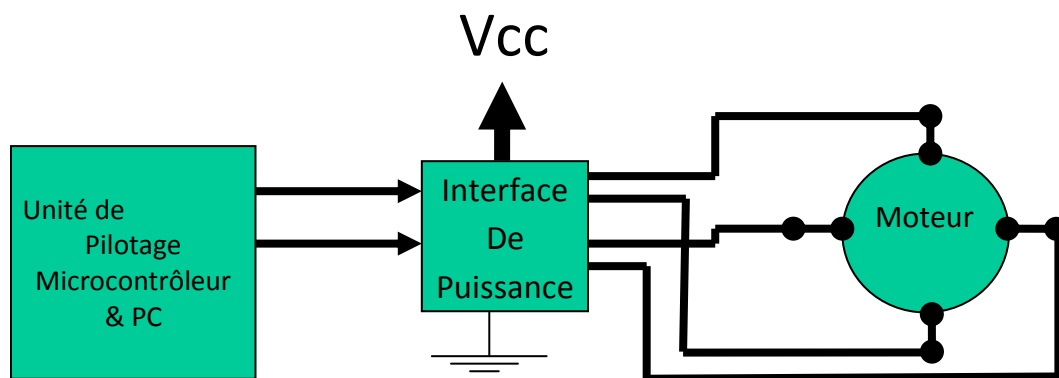 Vcc
Unité de
Pilotage
Microcontrôleur
& PC
Interface
De
Puissance
Moteur